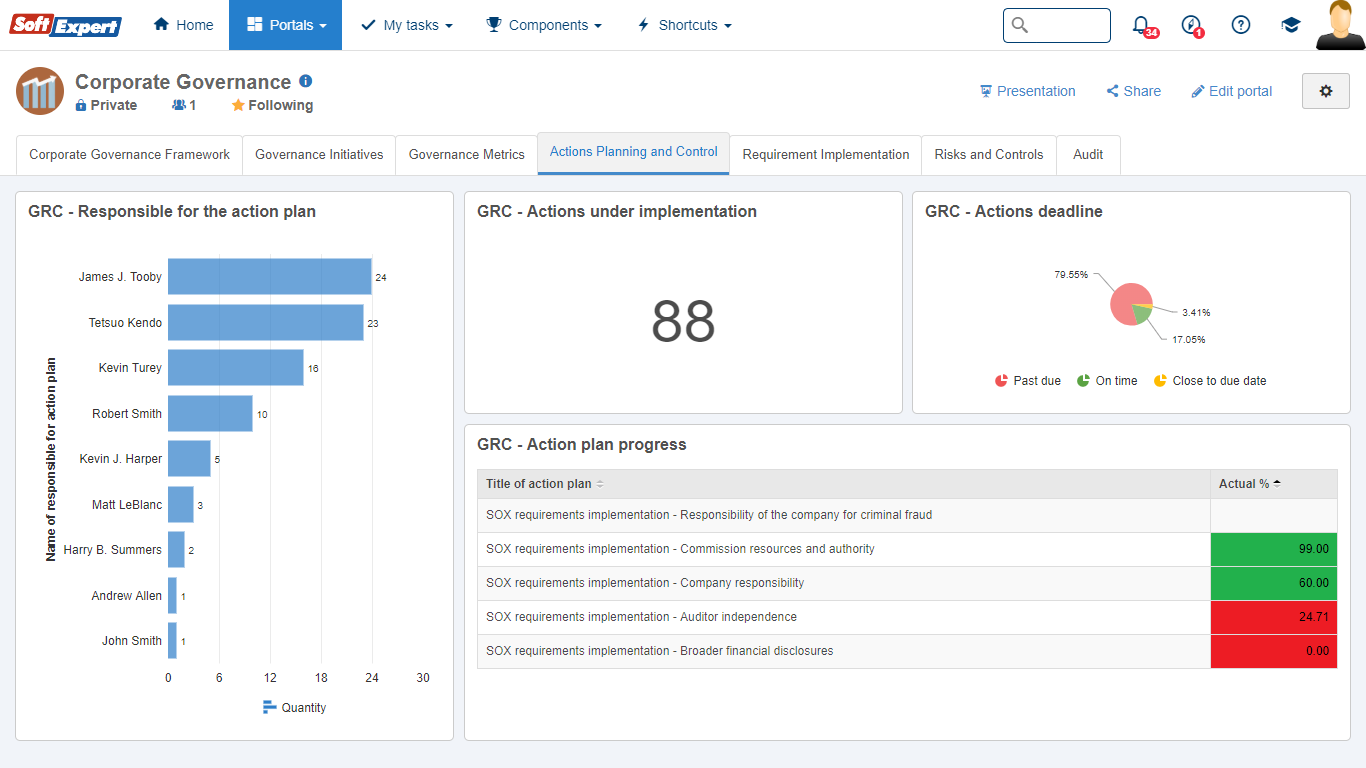 Soft Expert
Home
Portals
My tasks
Components
Shortcuts
34
1
Corporate Governance
Private
1
Following
Presentation
Share
Edit portal
Corporate Governance Framework
Governance Initiatives
Governance Metrics
Actions Planning and Control
Requirement Implementation
Risks and Controls
Audit
GRC - Responsible for the action plan
Name of responsible for action plan
James J. Tooby 24
Tetsuo Kendo 23
Kevin Turey 16
Robert Smith 10
Kevin J. Harper 5
Matt LeBlanc 3
Harry B. Summers 2
Andrew Allen 1
John Smith 1
0 6 12 18 24 30
Quantity
GRC - Actions under implementation
88
GRC - Actions deadline
79.55%
3.41%
17.05%
Past due On time Close to due date
GRC - Action plan progress
Title of action plan Actual %
SOX requirements implementation - Responsibility of the company for criminal fraud
SOX requirements implementation - Commission resources and authority 99.00
SOX requirements implementation - Company responsibility 60.00
SOX requirements implementation - Auditor independence 24.71
SOX requirements implementation - Broader financial disclosures 0.00